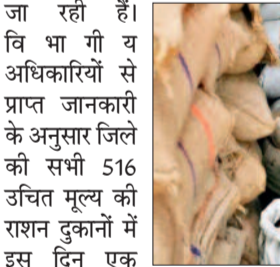 जा रही हैं।
वि भा गी य
अधिकारियों से
प्राप्त जानकारी
के अनुसार जिले
की सभी 516
उचित मूल्य की
राशन दुकानों में
इस दिन एक